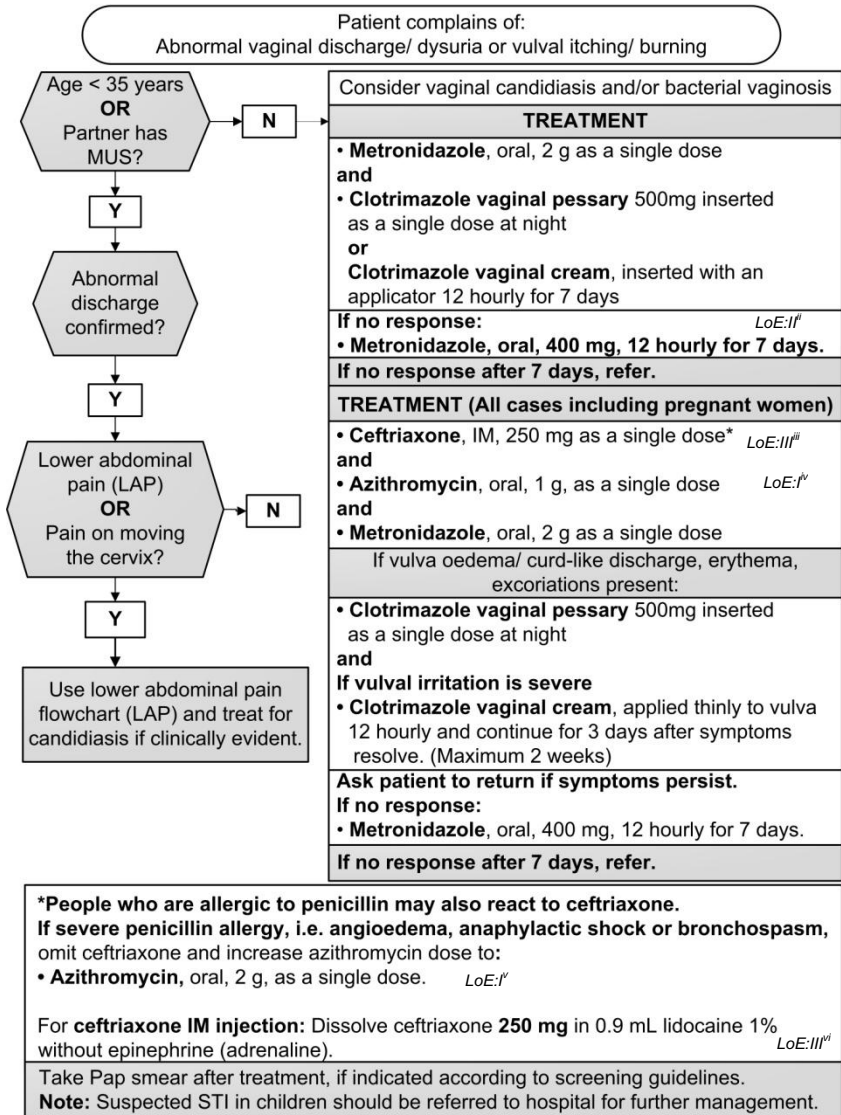 Patient complains of:
Abnormal vaginal discharge/ dysuria or vulval itching/ burning
Age < 35 years
OR
Partner has
MUS?
N
Y
Abnormal
discharge
confirmed?
Y
Lower abdominal
pain (LAP)
OR
Pain on moving
the cervix?
N
Y
Use lower abdominal pain
flowchart (LAP) and treat for
candidiasis if clinically evident.
Consider vaginal candidiasis and/or bacterial vaginosis
TREATMENT
• Metronidazole, oral, 2 g as a single dose
and
• Clotrimazole vaginal pessary 500mg inserted
as a single dose at night
or
Clotrimazole vaginal cream, inserted with an
applicator 12 hourly for 7 days
If no response: LoE:II ii
• Metronidazole, oral, 400 mg, 12 hourly for 7 days.
If no response after 7 days, refer.
TREATMENT (All cases including pregnant women)
• Ceftriaxone, IM, 250 mg as a single dose* LoE:III iii
and
• Azithromycin, oral, 1 g, as a single dose LoE:I iv
and
• Metronidazole, oral, 2 g as a single dose
If vulva oedema/ curd-like discharge, erythema,
excoriations present:
• Clotrimazole vaginal pessary 500mg inserted
as a single dose at night
and
If vulval irritation is severe
• Clotrimazole vaginal cream, applied thinly to vulva
12 hourly and continue for 3 days after symptoms
resolve. (Maximum 2 weeks)
Ask patient to return if symptoms persist.
If no response:
• Metronidazole, oral, 400 mg, 12 hourly for 7 days.
If no response after 7 days, refer.
*People who are allergic to penicillin may also react to ceftriaxone.
If severe penicillin allergy, i.e. angioedema, anaphylactic shock or bronchospasm,
omit ceftriaxone and increase azithromycin dose to:
• Azithromycin, oral, 2 g, as a single dose. LoE:I v
For ceftriaxone IM injection: Dissolve ceftriaxone 250 mg in 0.9 mL lidocaine 1%
without epinephrine (adrenaline). LoE:III vi
Take Pap smear after treatment, if indicated according to screening guidelines.
Note: Suspected STI in children should be referred to hospital for further management.